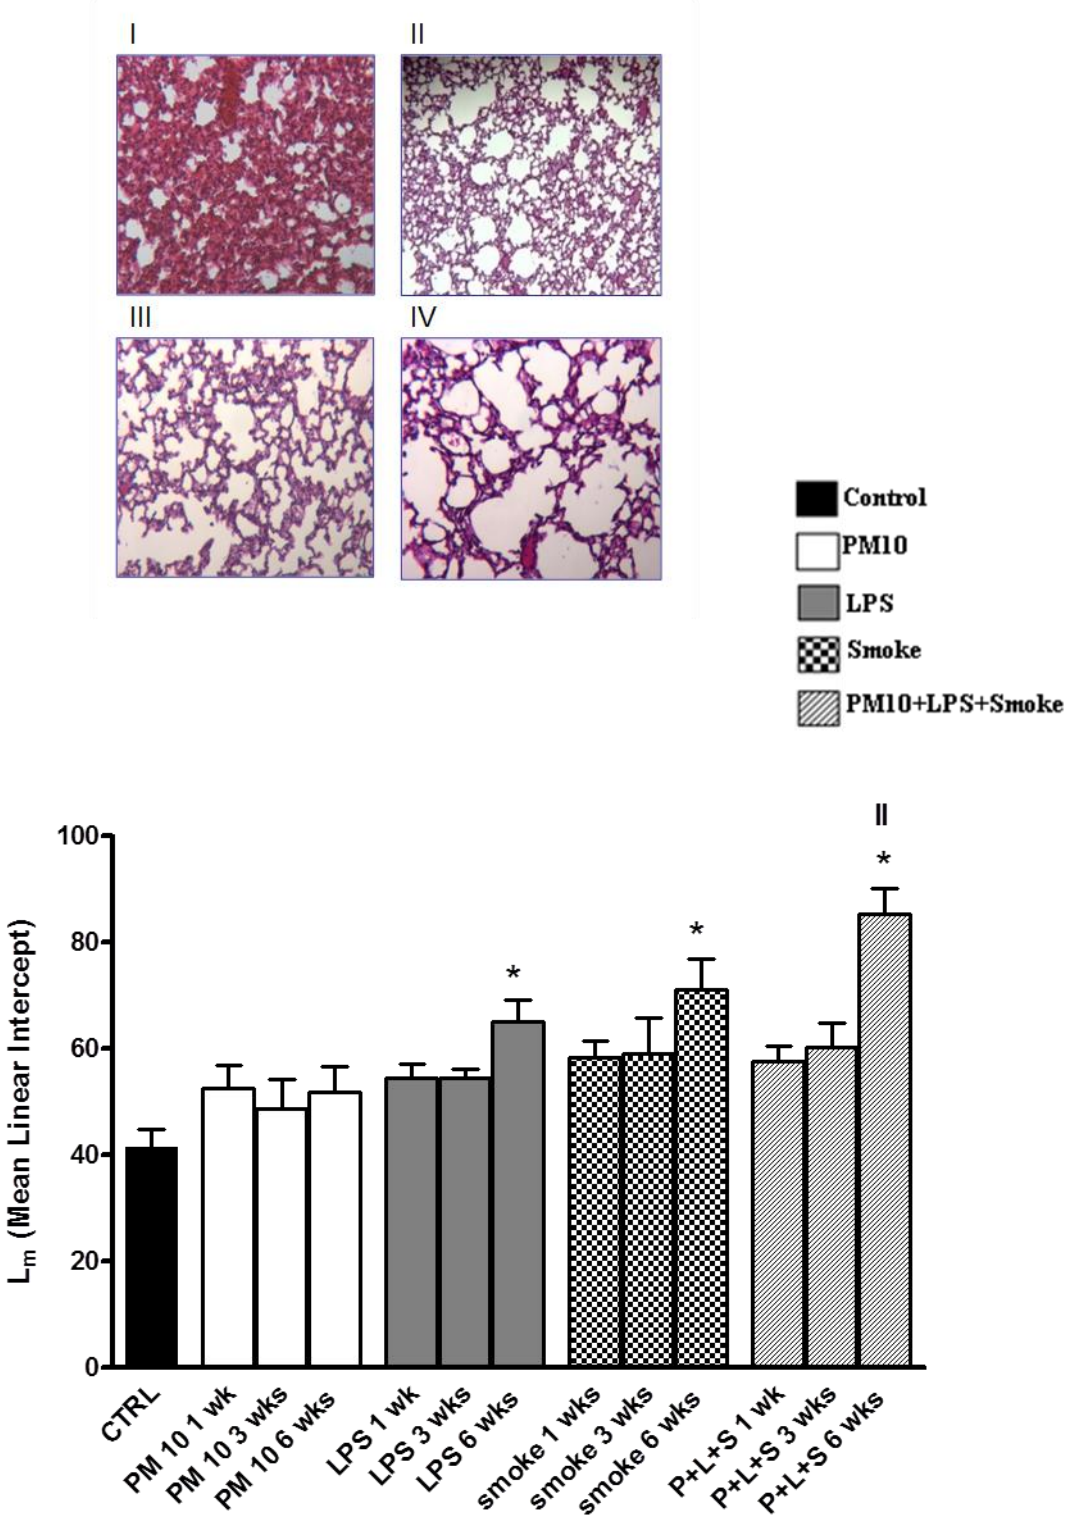 I
II
III
IV
Control
PM10
LPS
Smoke
PM10+LPS+Smoke
II
*
*
*
100
80
60
40
20
0
Lm (Mean Linear Intercept)
CTRL
PM 10 1 wk
PM 10 3 wks
PM 10 6 wks
LPS 1 wk
LPS 3 wks
LPS 6 wks
smoke 1 wks
smoke 3 wks
smoke 6 wks
P+L+S 1 wk
P+L+S 3 wks
P+L+S 6 wks